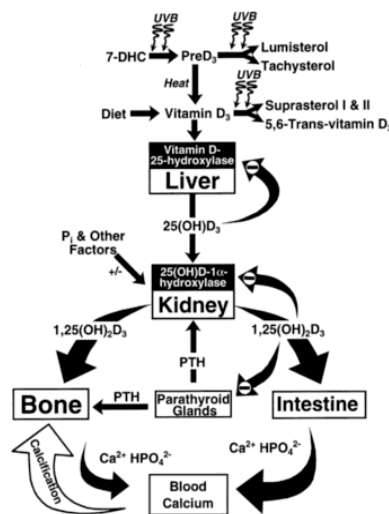 UVB UVB
7-DHC PreD₃ Lumisterol
Tachysterol
Heat UVB
Diet Vitamin D₃ Suprasterol I & II
5,6-Trans-vitamin D₃
Vitamin D-
25-hydroxylase
Liver
25(OH)D₃
Pᵢ & Other
Factors
+/-
25(OH)D-1α-
hydroxylase
Kidney
1,25(OH)₂D₃ 1,25(OH)₂D₃
PTH
Bone PTH Parathyroid
Glands Intestine
Ca²⁺ HPO₄²⁻ Ca²⁺ HPO₄²⁻
Calcification
Blood
Calcium